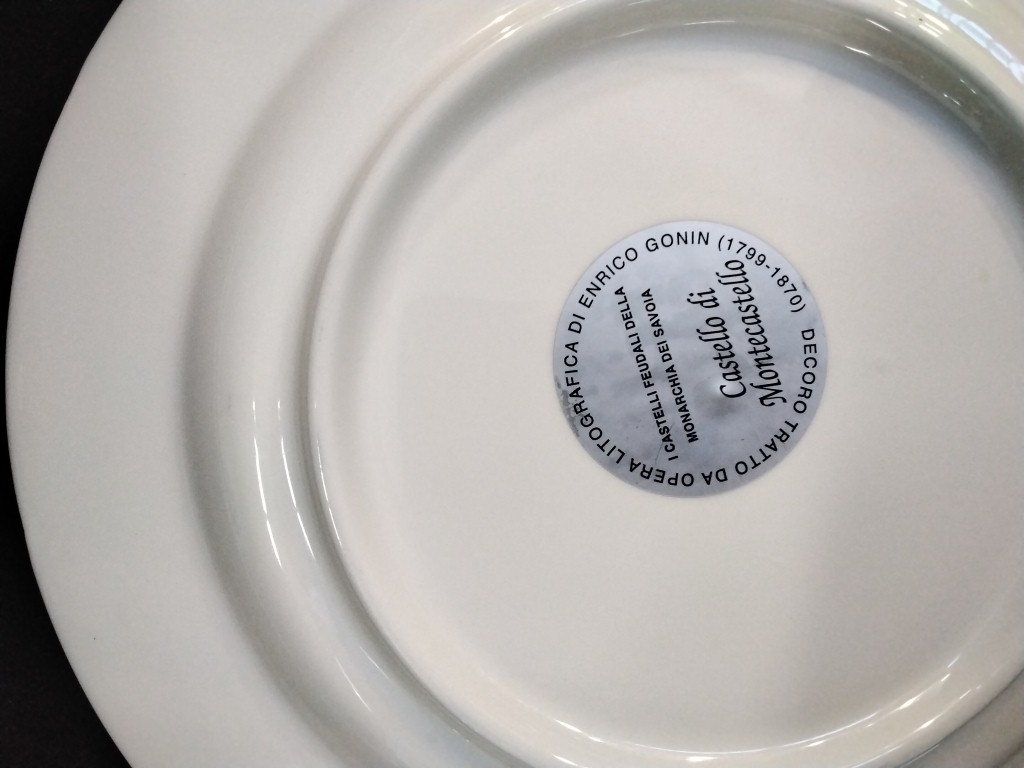 DECORO TRATTO DA OPERA LITOGRAFICA DI ENRICO GONIN (1799-1870)
I CASTELLI FEUDALI DELLA
MONARCHIA DEI SAVOIA
Castello di
Montecastello